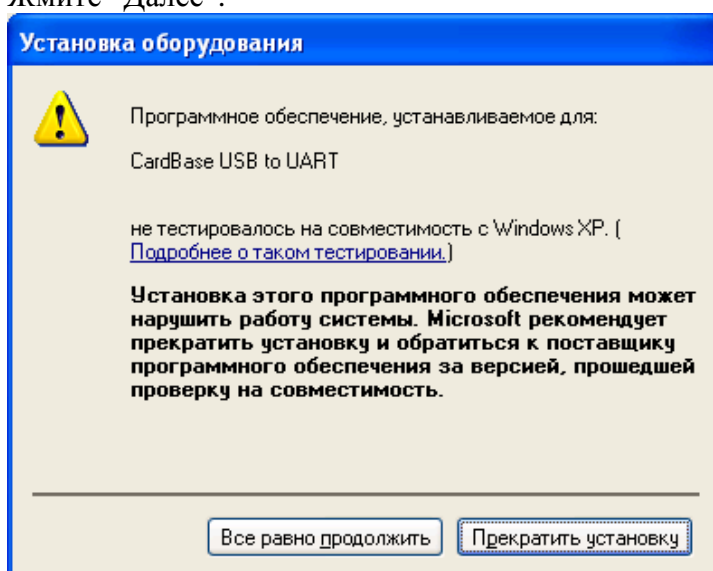 жмите "Далее".
Установка оборудования
Программное обеспечение, устанавливаемое для:
CardBase USB to UART
не тестировалось на совместимость с Windows XP. (
Подробнее о таком тестировании.)
Установка этого программного обеспечения может
нарушить работу системы. Microsoft рекомендует
прекратить установку и обратиться к поставщику
программного обеспечения за версией, прошедшей
проверку на совместимость.
Все равно продолжить
Прекратить установку